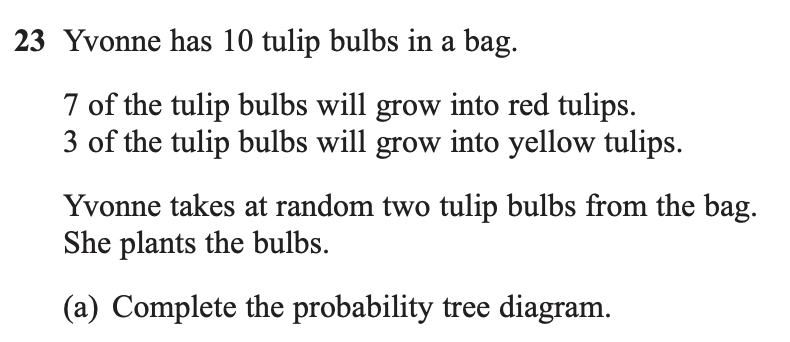 23 Yvonne has 10 tulip bulbs in a bag.
7 of the tulip bulbs will grow into red tulips.
3 of the tulip bulbs will grow into yellow tulips.
Yvonne takes at random two tulip bulbs from the bag.
She plants the bulbs.
(a) Complete the probability tree diagram.